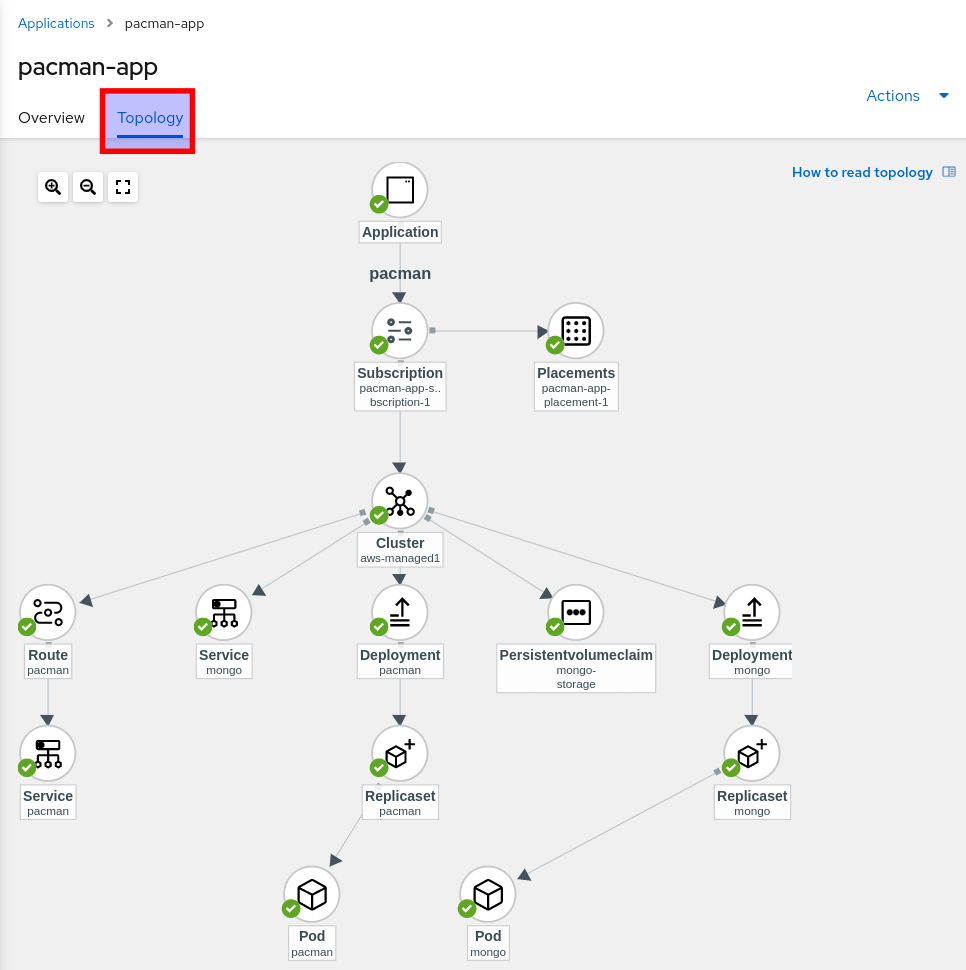 Applications > pacman-app
pacman-app
Actions
Overview
Topology
How to read topology
Application
pacman
Subscription
pacman-app-s..
bscription-1
Placements
pacman-app-
placement-1
Cluster
aws-managed1
Route
pacman
Service
mongo
Deployment
pacman
Persistentvolumeclaim
mongo-
storage
Deployment
mongo
Service
pacman
Replicaset
pacman
Replicaset
mongo
Pod
pacman
Pod
mongo